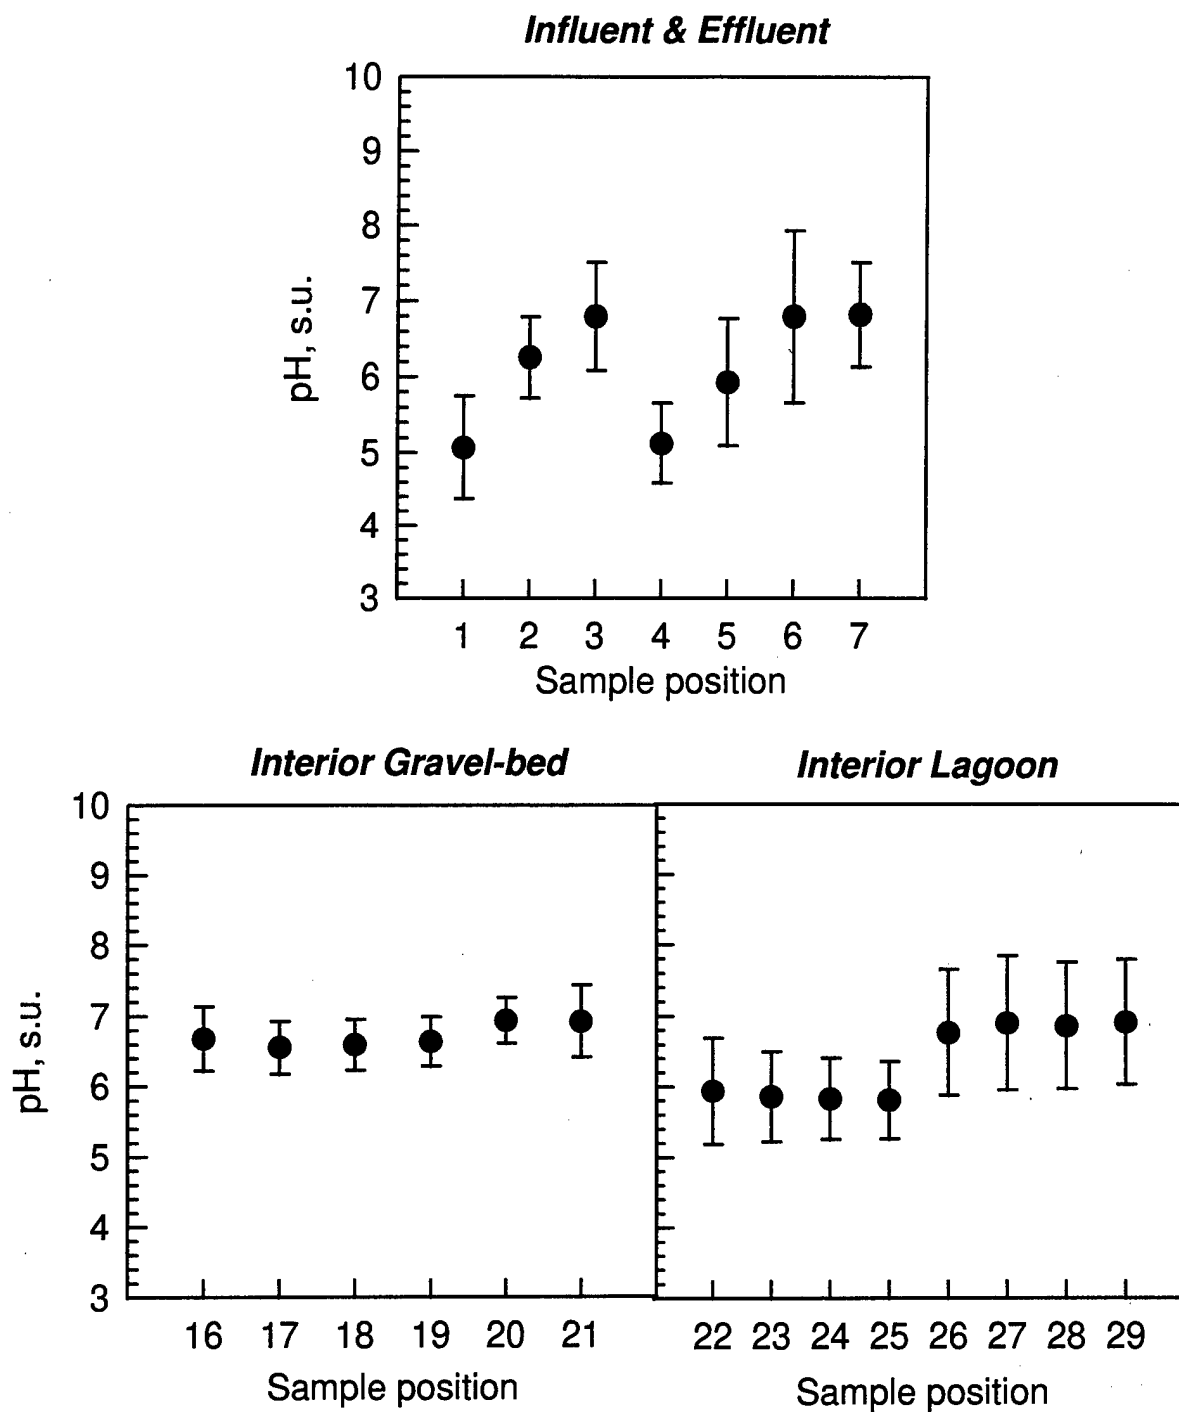 Influent & Effluent
10
9
8
7
6
5
4
3
pH, s.u.
1 2 3 4 5 6 7
Sample position
Interior Gravel-bed
Interior Lagoon
10
9
8
7
6
5
4
3
pH, s.u.
16 17 18 19 20 21
22 23 24 25 26 27 28 29
Sample position
Sample position